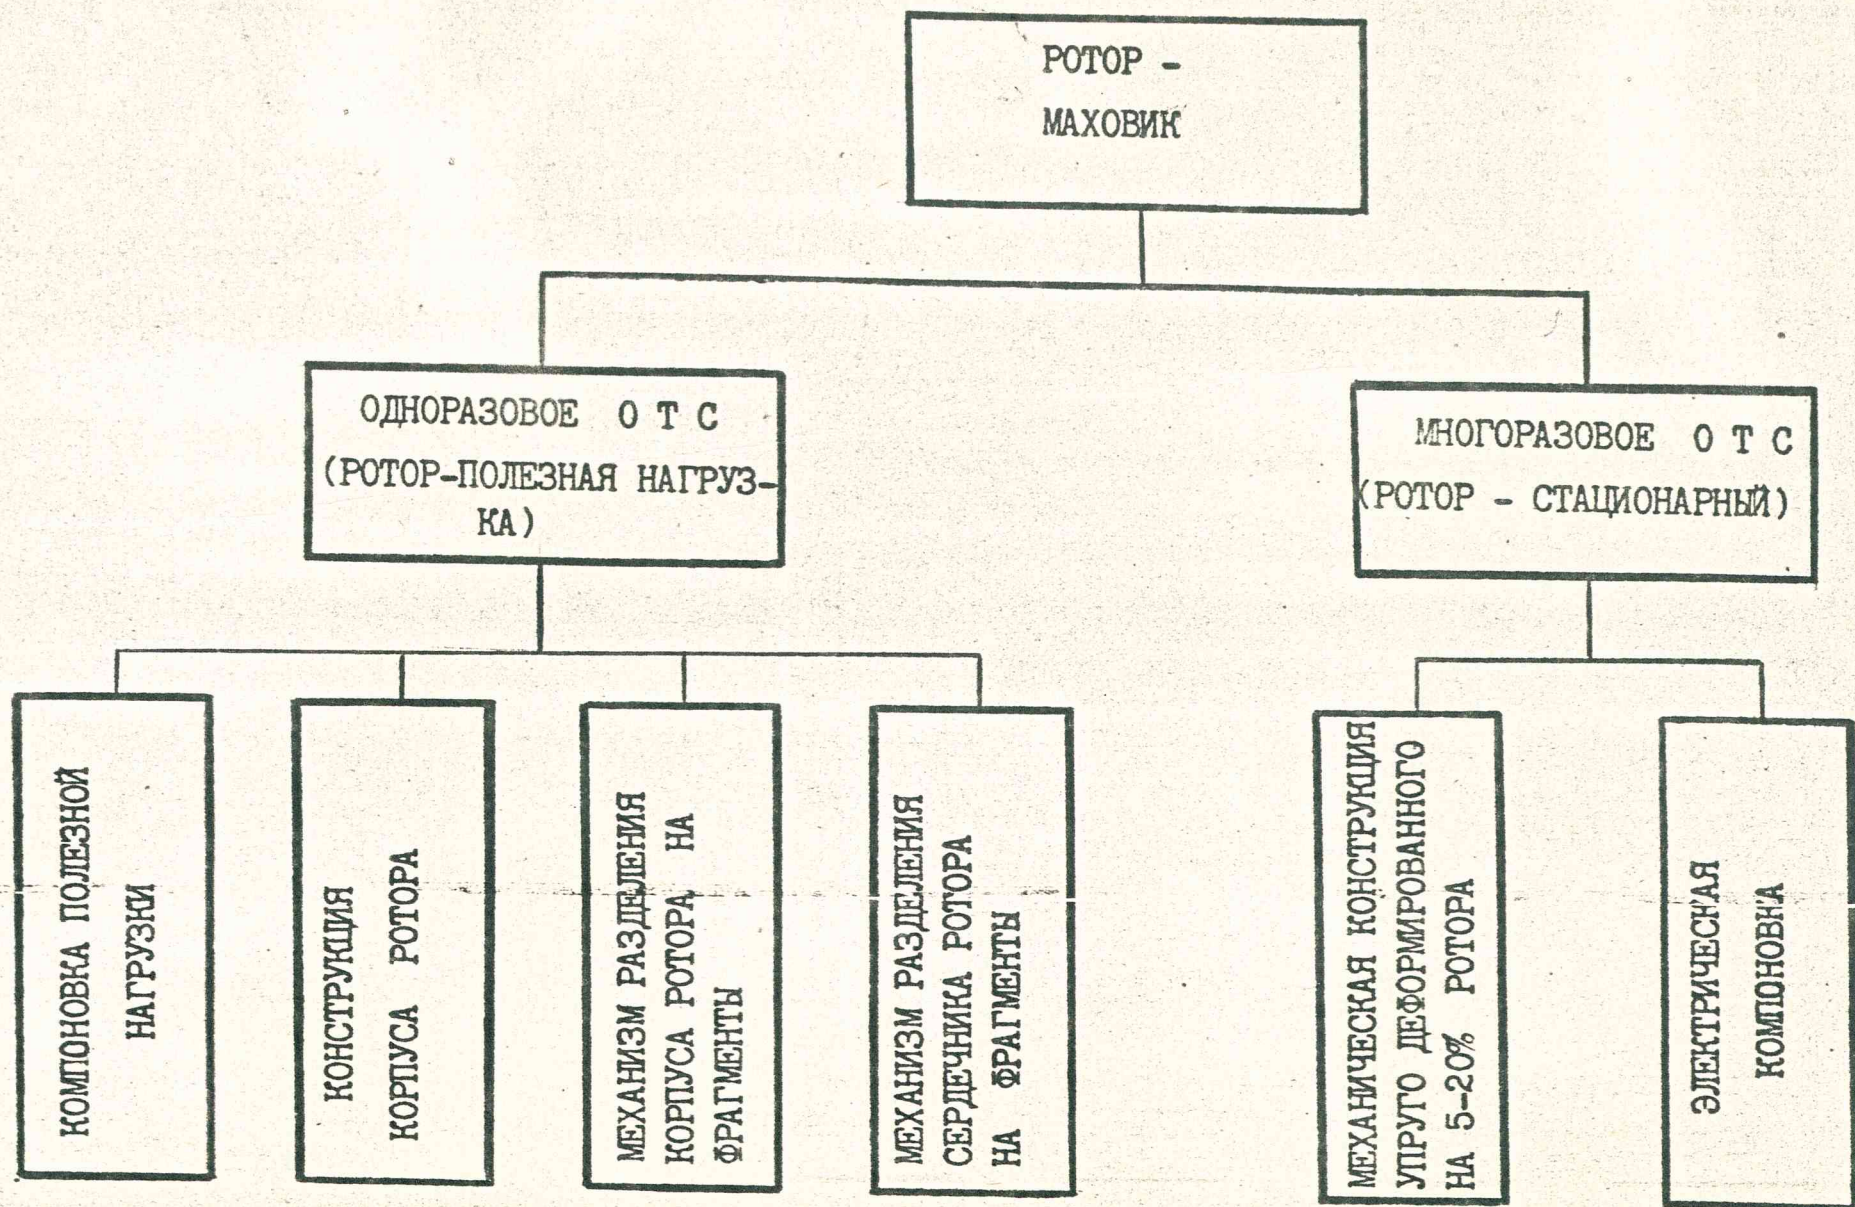 РОТОР -
МАХОВИК
ОДНОРАЗОВОЕ О Т С
(РОТОР-ПОЛЕЗНАЯ НАГРУЗ-
КА)
МНОГОРАЗОВОЕ О Т С
(РОТОР - СТАЦИОНАРНЫЙ)
КОМПОНОВКА ПОЛЕЗНОЙ
НАГРУЗКИ
КОНСТРУКЦИЯ
КОРПУСА РОТОРА
МЕХАНИЗМ РАЗДЕЛЕНИЯ
КОРПУСА РОТОРА НА
ФРАГМЕНТЫ
МЕХАНИЗМ РАЗДЕЛЕНИЯ
СЕРДЕЧНИКА РОТОРА
НА ФРАГМЕНТЫ
МЕХАНИЧЕСКАЯ КОНСТРУКЦИЯ
УПРУГО ДЕФОРМИРОВАННОГО
НА 5-20% РОТОРА
ЭЛЕКТРИЧЕСКАЯ
КОМПОНОВКА